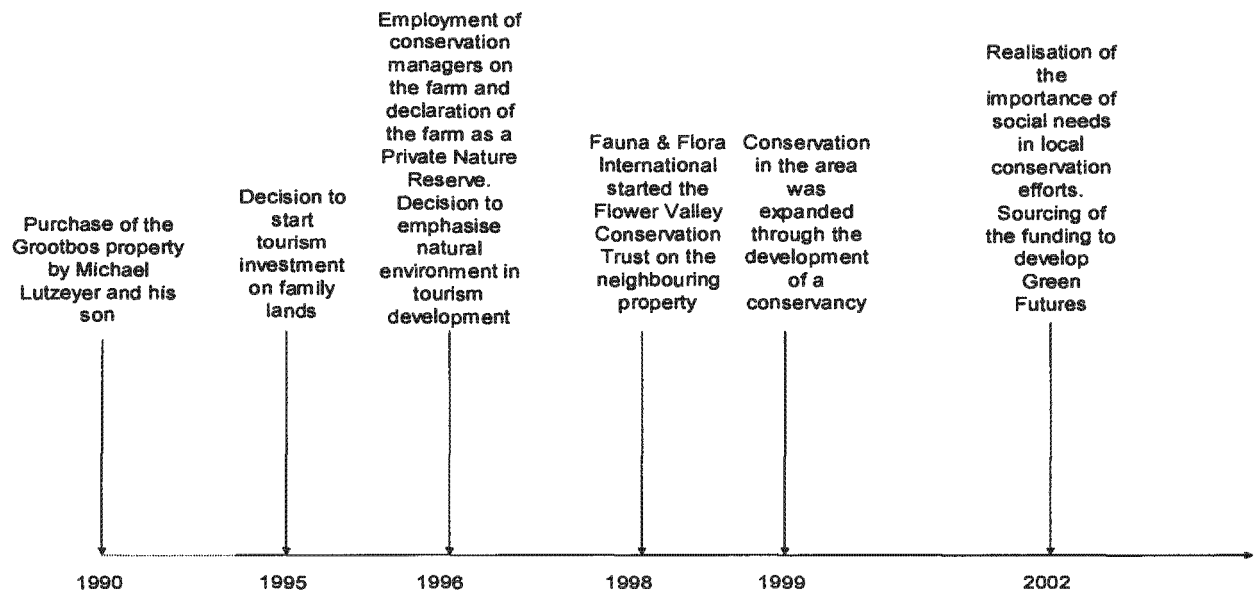 Purchase of the
Grootbos property
by Michael
Lutzeyer and his
son
Decision to
start
tourism
investment
on family
lands
Employment of
conservation
managers on
the farm and
declaration of
the farm as a
Private Nature
Reserve.
Decision to
emphasise
natural
environment in
tourism
development
Fauna & Flora
International
started the
Flower Valley
Conservation
Trust on the
neighbouring
property
Conservation
in the area
was
expanded
through the
development
of a
conservancy
Realisation of
the
importance of
social needs
in local
conservation
efforts.
Sourcing of
the funding to
develop
Green
Futures
1990
1995
1996
1998
1999
2002